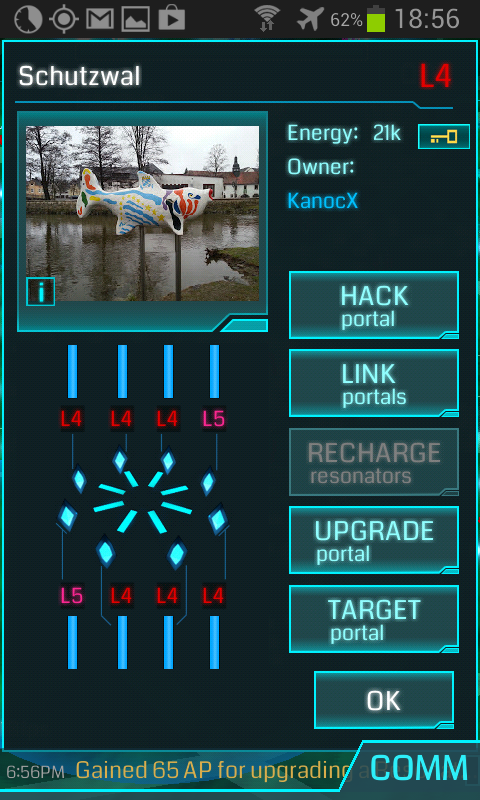 62% 18:56
Schutzwal L4
Energy: 21k
Owner:
KanocX
i
HACK
portal
LINK
portals
RECHARGE
resonators
UPGRADE
portal
TARGET
portal
L4 L4 L4 L5
L5 L4 L4 L4
OK
6:56PM Gained 65 AP for upgrading a
COMM